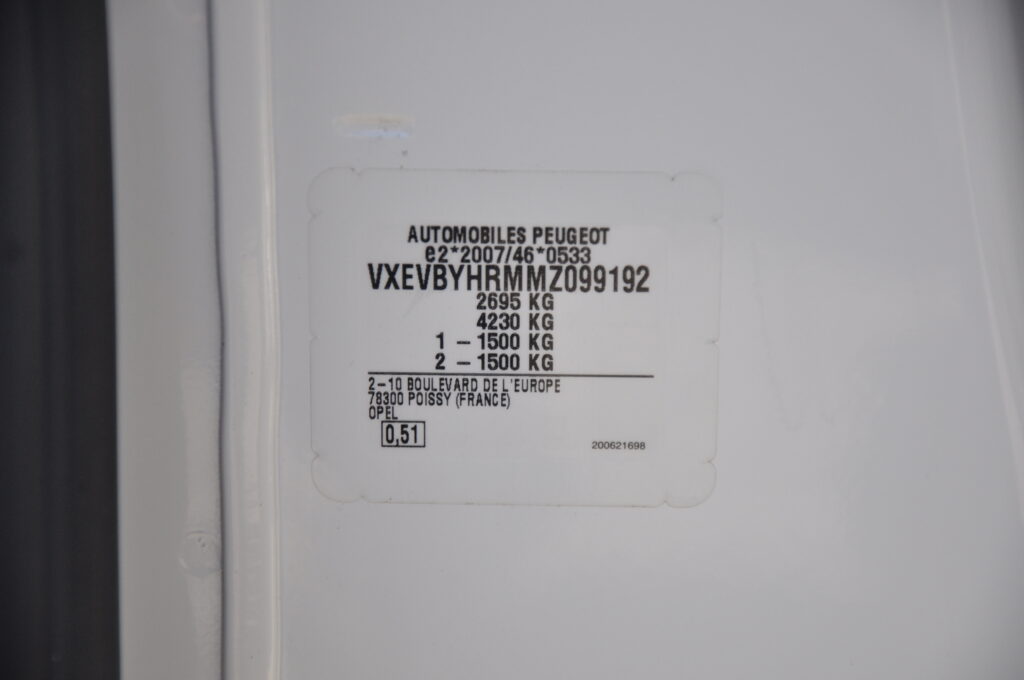 AUTOMOBILES PEUGEOT
e2*2007/46*0533
VXEVBYHRMMZ099192
2695 KG
4230 KG
1 – 1500 KG
2 – 1500 KG
2–10 BOULEVARD DE L'EUROPE
78300 POISSY (FRANCE)
OPEL
0,51
200621698